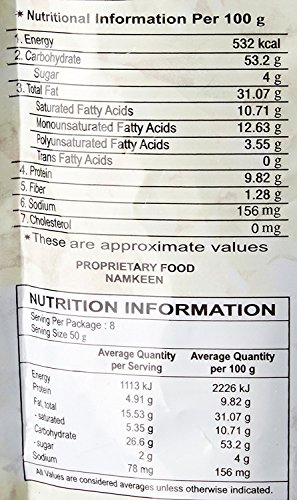 * Nutritional Information Per 100 g
1. Energy 532 kcal
2. Carbohydrate 53.2 g
Sugar 4 g
3. Total Fat 31.07 g
Saturated Fatty Acids 10.71 g
Monounsaturated Fatty Acids 12.63 g
Polyunsaturated Fatty Acids 3.55 g
Trans Fatty Acids 0 g
4. Protein 9.82 g
5. Fiber 1.28 g
6. Sodium 156 mg
7. Cholesterol 0 mg
* These are approximate values
PROPRIETARY FOOD
NAMKEEN
NUTRITION INFORMATION
Serving Per Package : 8
Serving Size 50 g
Average Quantity Average Quantity
per Serving per 100 g
Energy 1113 kJ 2226 kJ
Protein 4.91 g 9.82 g
Fat, total 15.53 g 31.07 g
- saturated 5.35 g 10.71 g
Carbohydrate 26.6 g 53.2 g
- sugar 2 g 4 g
Sodium 78 mg 156 mg
All Values are considered averages unless otherwise indicated.